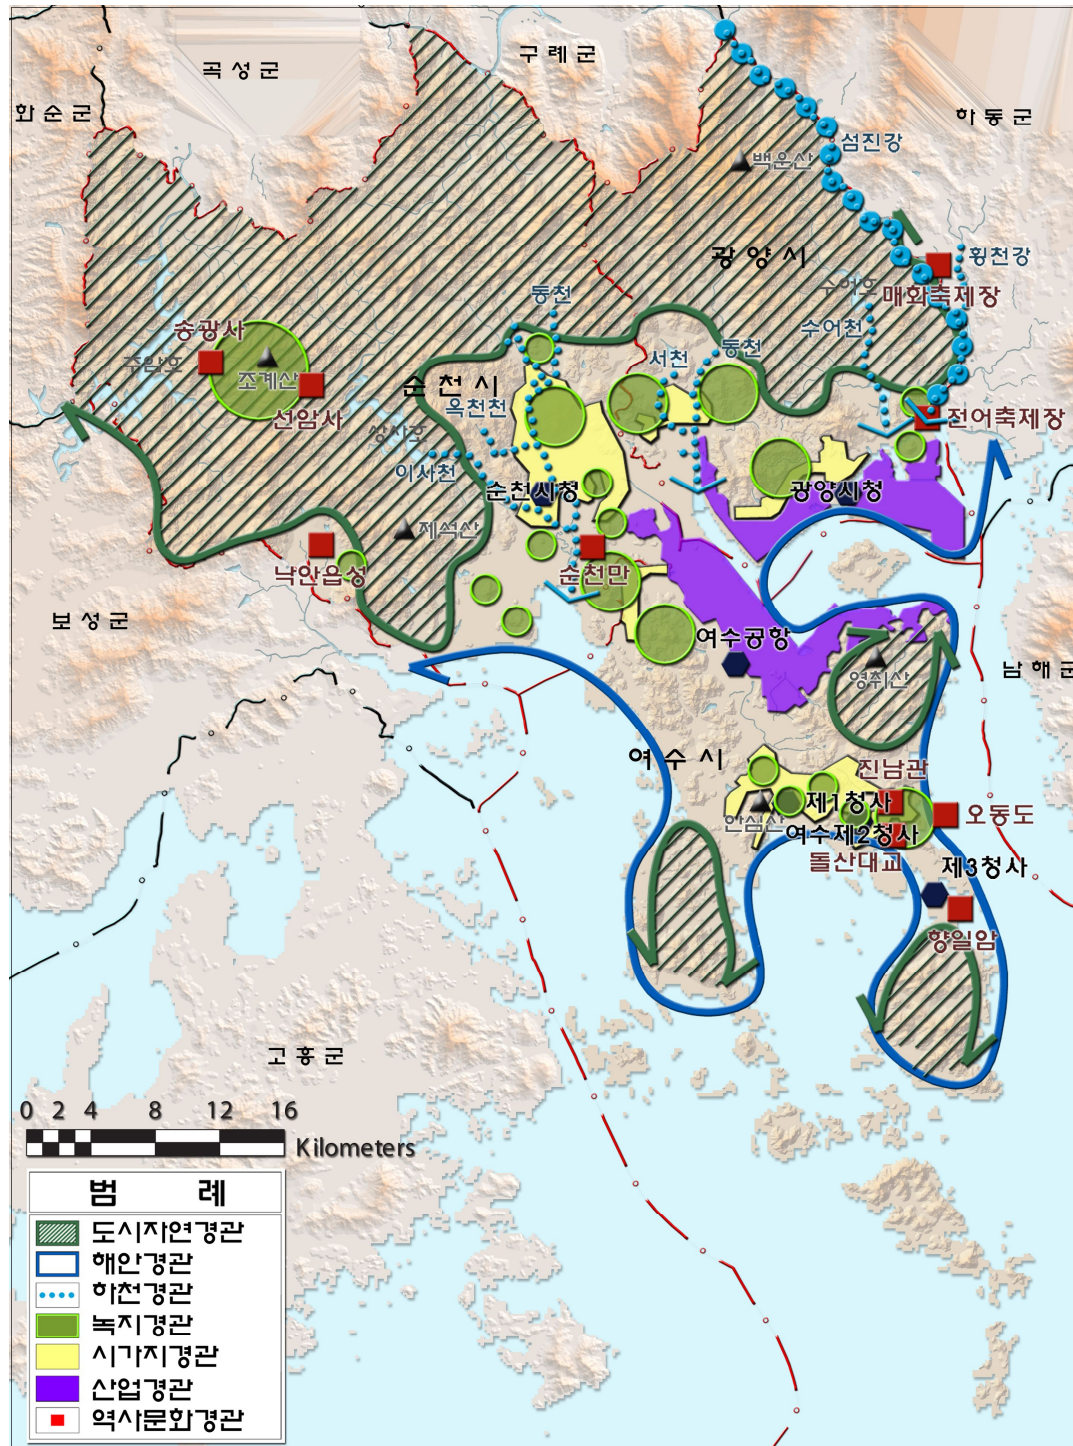 구례군
곡성군
화순군
하동군
섬진강
백운산
광양시
횡천강
수어호
매화축제장
동천
수어천
송광사
서천
동천
주암호
조계산
순천시
선암사
옥천천
전어축제장
상사호
이사천
순천시청
광양시청
제석산
낙안읍성
순천만
보성군
여수공항
영취산
남해군
여수시
진남관
제1청사
오동도
안심산
여수제2청사
돌산대교
제3청사
향일암
고흥군
0 2 4 8 12 16
Kilometers
범 례
도시자연경관
해안경관
하천경관
녹지경관
시가지경관
산업경관
역사문화경관